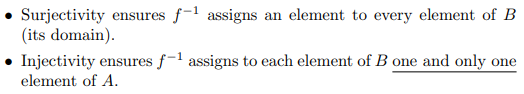 • Surjectivity ensures f⁻¹ assigns an element to every element of B
(its domain).
• Injectivity ensures f⁻¹ assigns to each element of B one and only one
element of A.